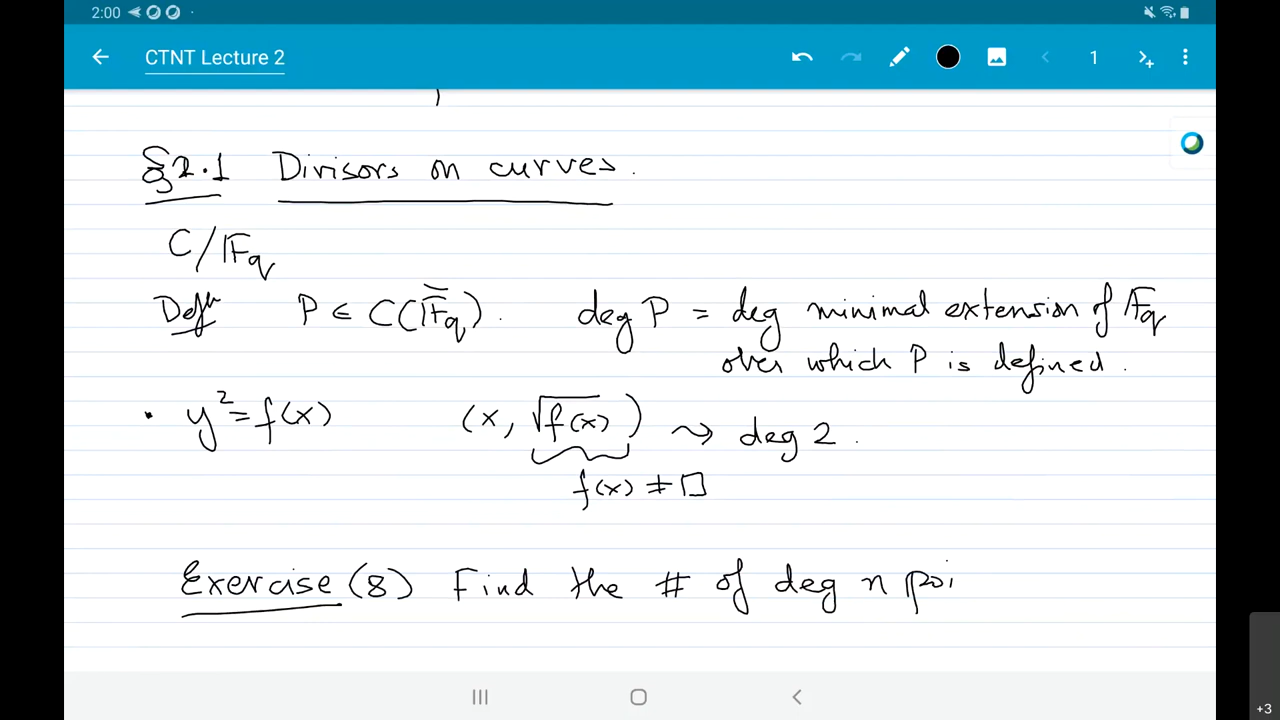 2:00
CTNT Lecture 2
1
§2.1 Divisors on curves.
C/𝔽q
Defn P ∈ C(𝔽̄q). deg P = deg minimal extension of 𝔽q
over which P is defined.
• y² = f(x) (x, √f(x)) ⇝ deg 2.
f(x) ≠ □
Exercise (8) Find the # of deg n poi
+3